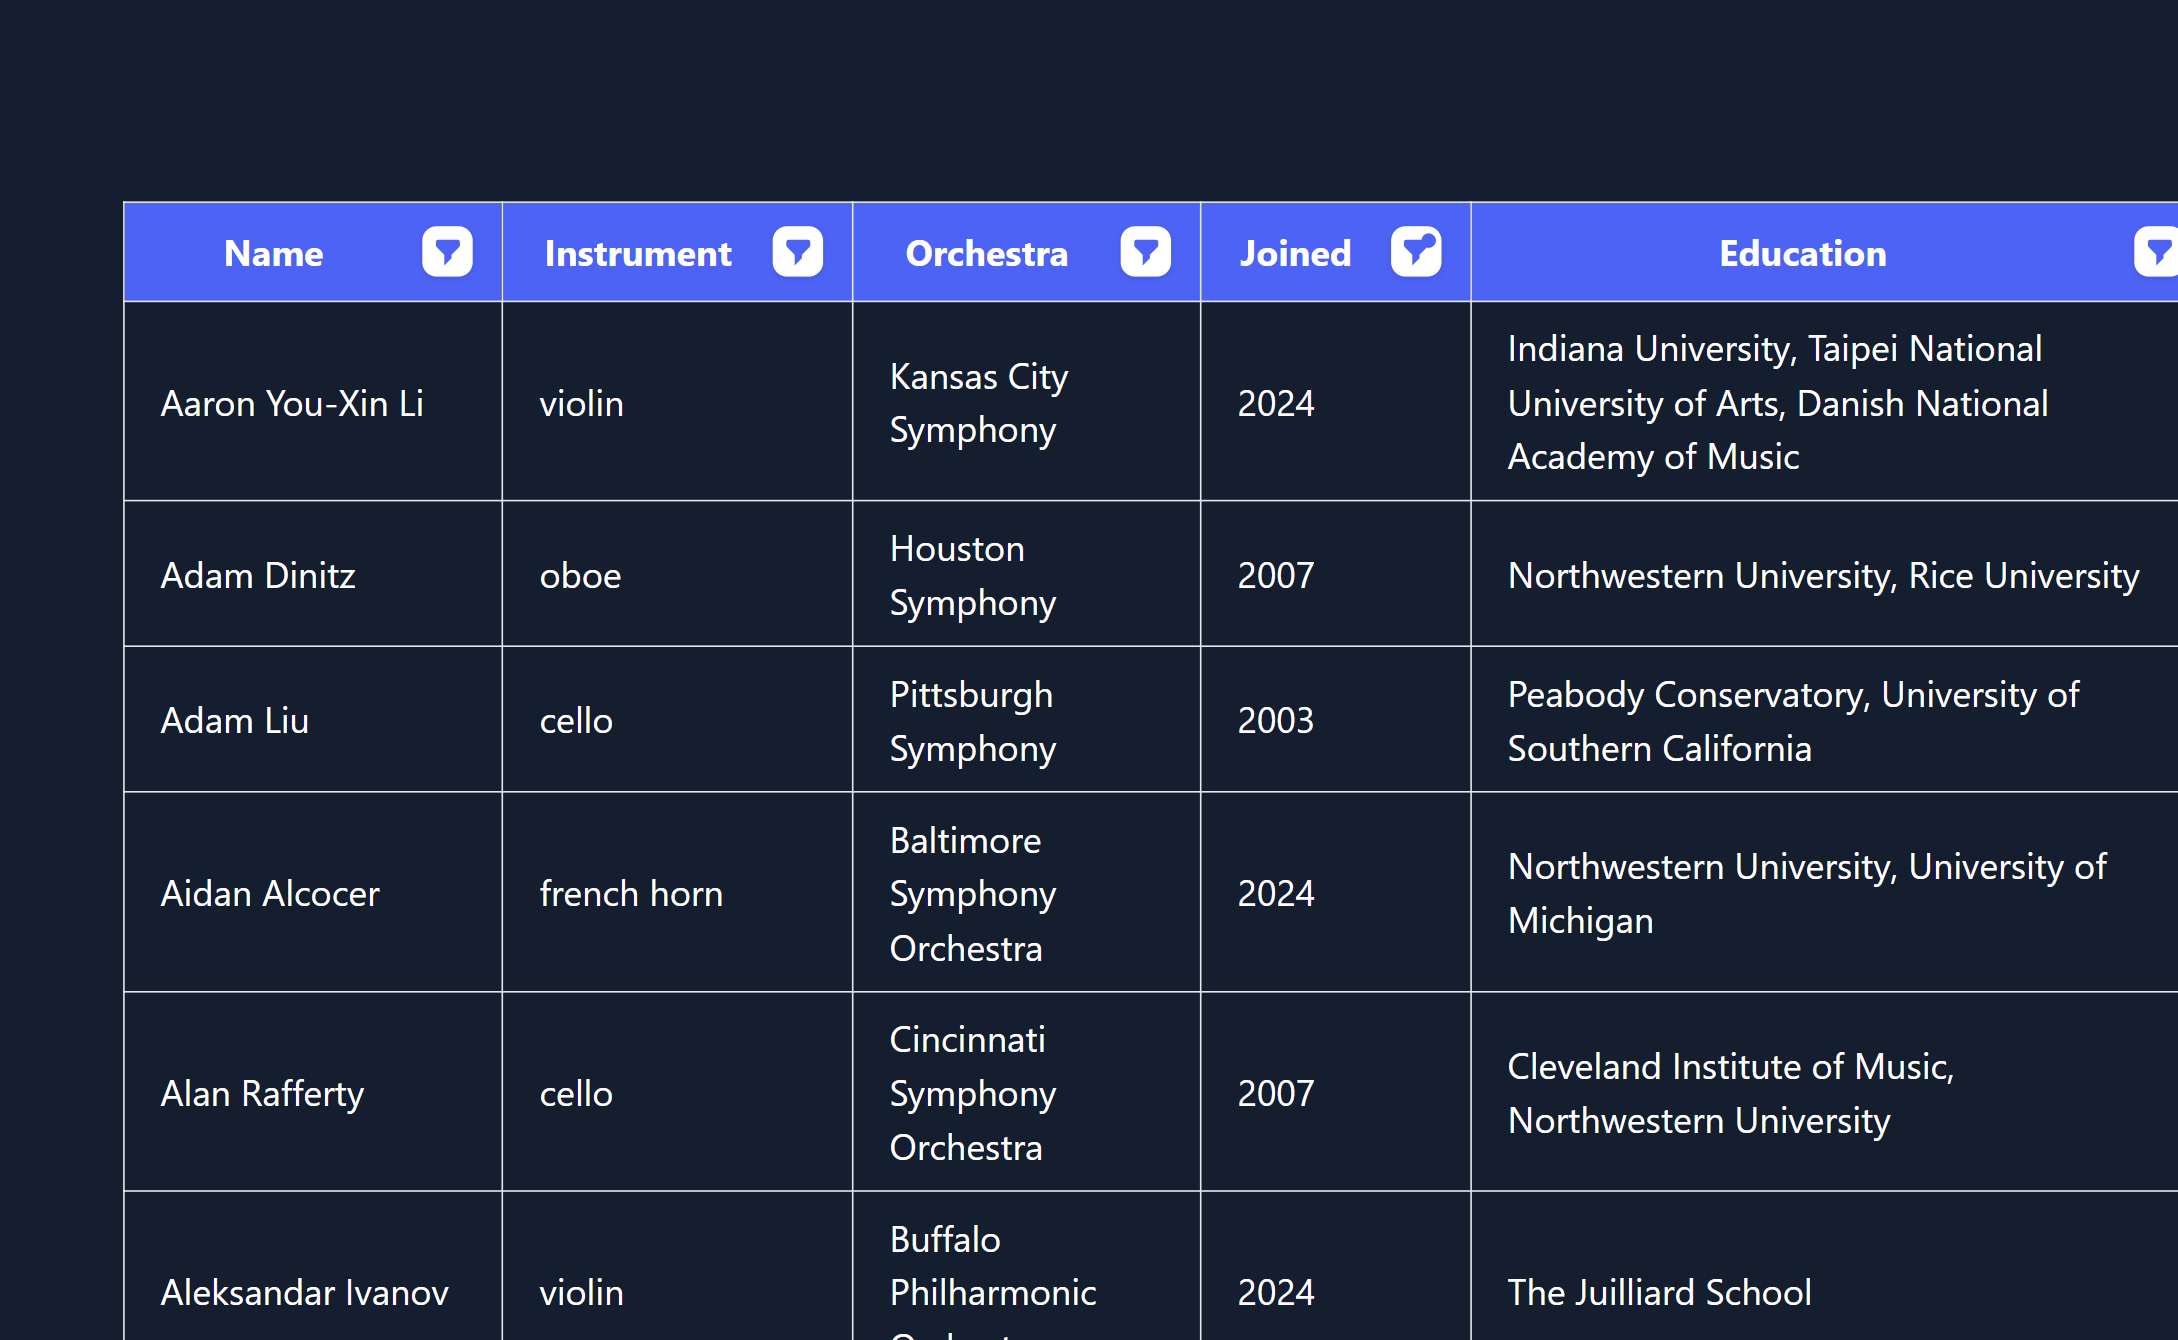 Name Instrument Orchestra Joined Education
Aaron You-Xin Li
violin
Kansas City
Symphony
2024
Indiana University, Taipei National
University of Arts, Danish National
Academy of Music
Adam Dinitz
oboe
Houston
Symphony
2007
Northwestern University, Rice University
Adam Liu
cello
Pittsburgh
Symphony
2003
Peabody Conservatory, University of
Southern California
Aidan Alcocer
french horn
Baltimore
Symphony
Orchestra
2024
Northwestern University, University of
Michigan
Alan Rafferty
cello
Cincinnati
Symphony
Orchestra
2007
Cleveland Institute of Music,
Northwestern University
Aleksandar Ivanov
violin
Buffalo
Philharmonic
2024
The Juilliard School